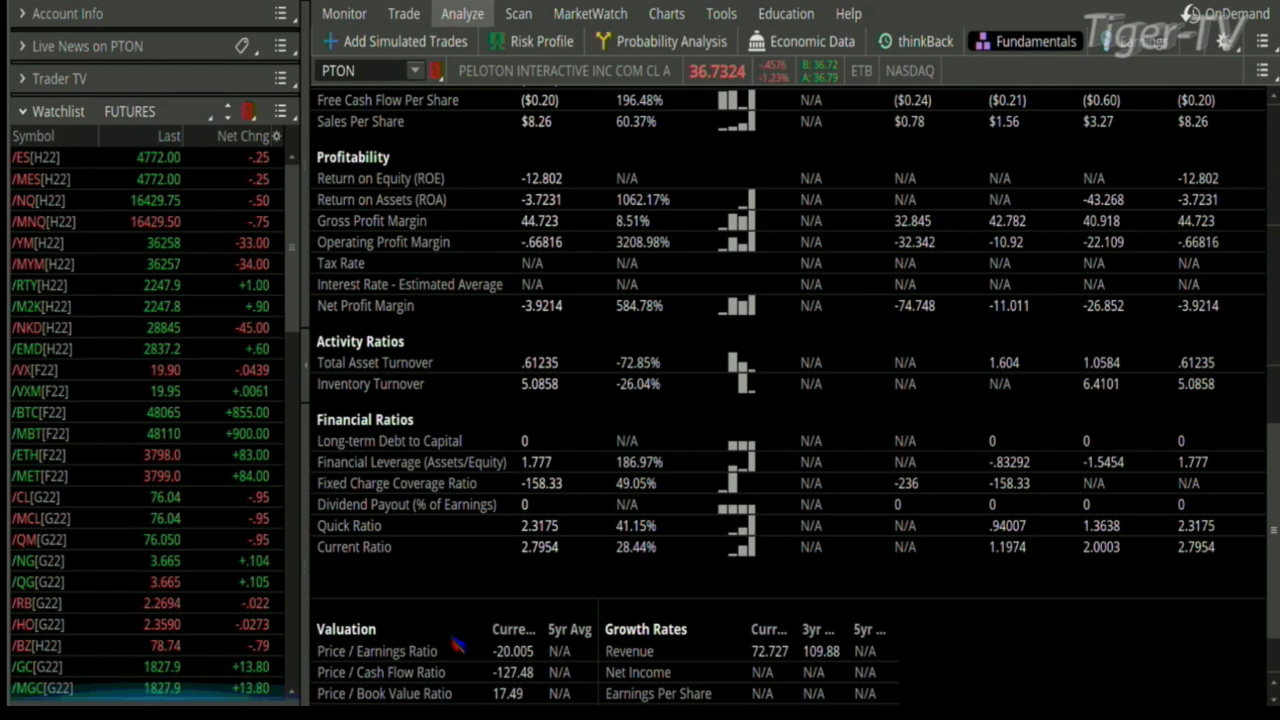 Account Info
Live News on PTON
Trader TV
Watchlist FUTURES
Symbol Last Net Chng
/ES[H22] 4772.00 -.25
/MES[H22] 4772.00 -.25
/NQ[H22] 16429.75 -.50
/MNQ[H22] 16429.50 -.75
/YM[H22] 36258 -33.00
/MYM[H22] 36257 -34.00
/RTY[H22] 2247.9 +1.00
/M2K[H22] 2247.8 +.90
/NKD[H22] 28845 -45.00
/EMD[H22] 2837.2 +.60
/VX[F22] 19.90 -.0439
/VXM[F22] 19.95 +.0061
/BTC[F22] 48065 +855.00
/MBT[F22] 48110 +900.00
/ETH[F22] 3798.0 +83.00
/MET[F22] 3799.0 +84.00
/CL[G22] 76.04 -.95
/MCL[G22] 76.04 -.95
/QM[G22] 76.050 -.95
/NG[G22] 3.665 +.104
/QG[G22] 3.665 +.105
/RB[G22] 2.2694 -.022
/HO[G22] 2.3590 -.0273
/BZ[H22] 78.74 -.79
/GC[G22] 1827.9 +13.80
/MGC[G22] 1827.9 +13.80
Monitor Trade Analyze Scan MarketWatch Charts Tools Education Help OnDemand
Tiger-TV
Add Simulated Trades Risk Profile Probability Analysis Economic Data thinkBack Fundamentals
PTON PELOTON INTERACTIVE INC COM CL A 36.7324 -.4576 -1.23% B: 36.72 A: 36.79 ETB NASDAQ
Free Cash Flow Per Share ($0.20) 196.48% N/A ($0.24) ($0.21) ($0.60) ($0.20)
Sales Per Share $8.26 60.37% N/A $0.78 $1.56 $3.27 $8.26
Profitability
Return on Equity (ROE) -12.802 N/A N/A N/A N/A N/A -12.802
Return on Assets (ROA) -3.7231 1062.17% N/A N/A N/A -43.268 -3.7231
Gross Profit Margin 44.723 8.51% N/A 32.845 42.782 40.918 44.723
Operating Profit Margin -.66816 3208.98% N/A -32.342 -10.92 -22.109 -.66816
Tax Rate N/A N/A N/A N/A N/A N/A N/A
Interest Rate - Estimated Average N/A N/A N/A N/A N/A N/A N/A
Net Profit Margin -3.9214 584.78% N/A -74.748 -11.011 -26.852 -3.9214
Activity Ratios
Total Asset Turnover .61235 -72.85% N/A N/A 1.604 1.0584 .61235
Inventory Turnover 5.0858 -26.04% N/A N/A N/A 6.4101 5.0858
Financial Ratios
Long-term Debt to Capital 0 N/A N/A N/A 0 0 0
Financial Leverage (Assets/Equity) 1.777 186.97% N/A N/A -.83292 -1.5454 1.777
Fixed Charge Coverage Ratio -158.33 49.05% N/A -236 -158.33 N/A N/A
Dividend Payout (% of Earnings) 0 N/A N/A 0 0 0 0
Quick Ratio 2.3175 41.15% N/A N/A .94007 1.3638 2.3175
Current Ratio 2.7954 28.44% N/A N/A 1.1974 2.0003 2.7954
Valuation Curre... 5yr Avg Growth Rates Curr... 3yr ... 5yr ...
Price / Earnings Ratio -20.005 N/A Revenue 72.727 109.88 N/A
Price / Cash Flow Ratio -127.48 N/A Net Income N/A N/A N/A
Price / Book Value Ratio 17.49 N/A Earnings Per Share N/A N/A N/A